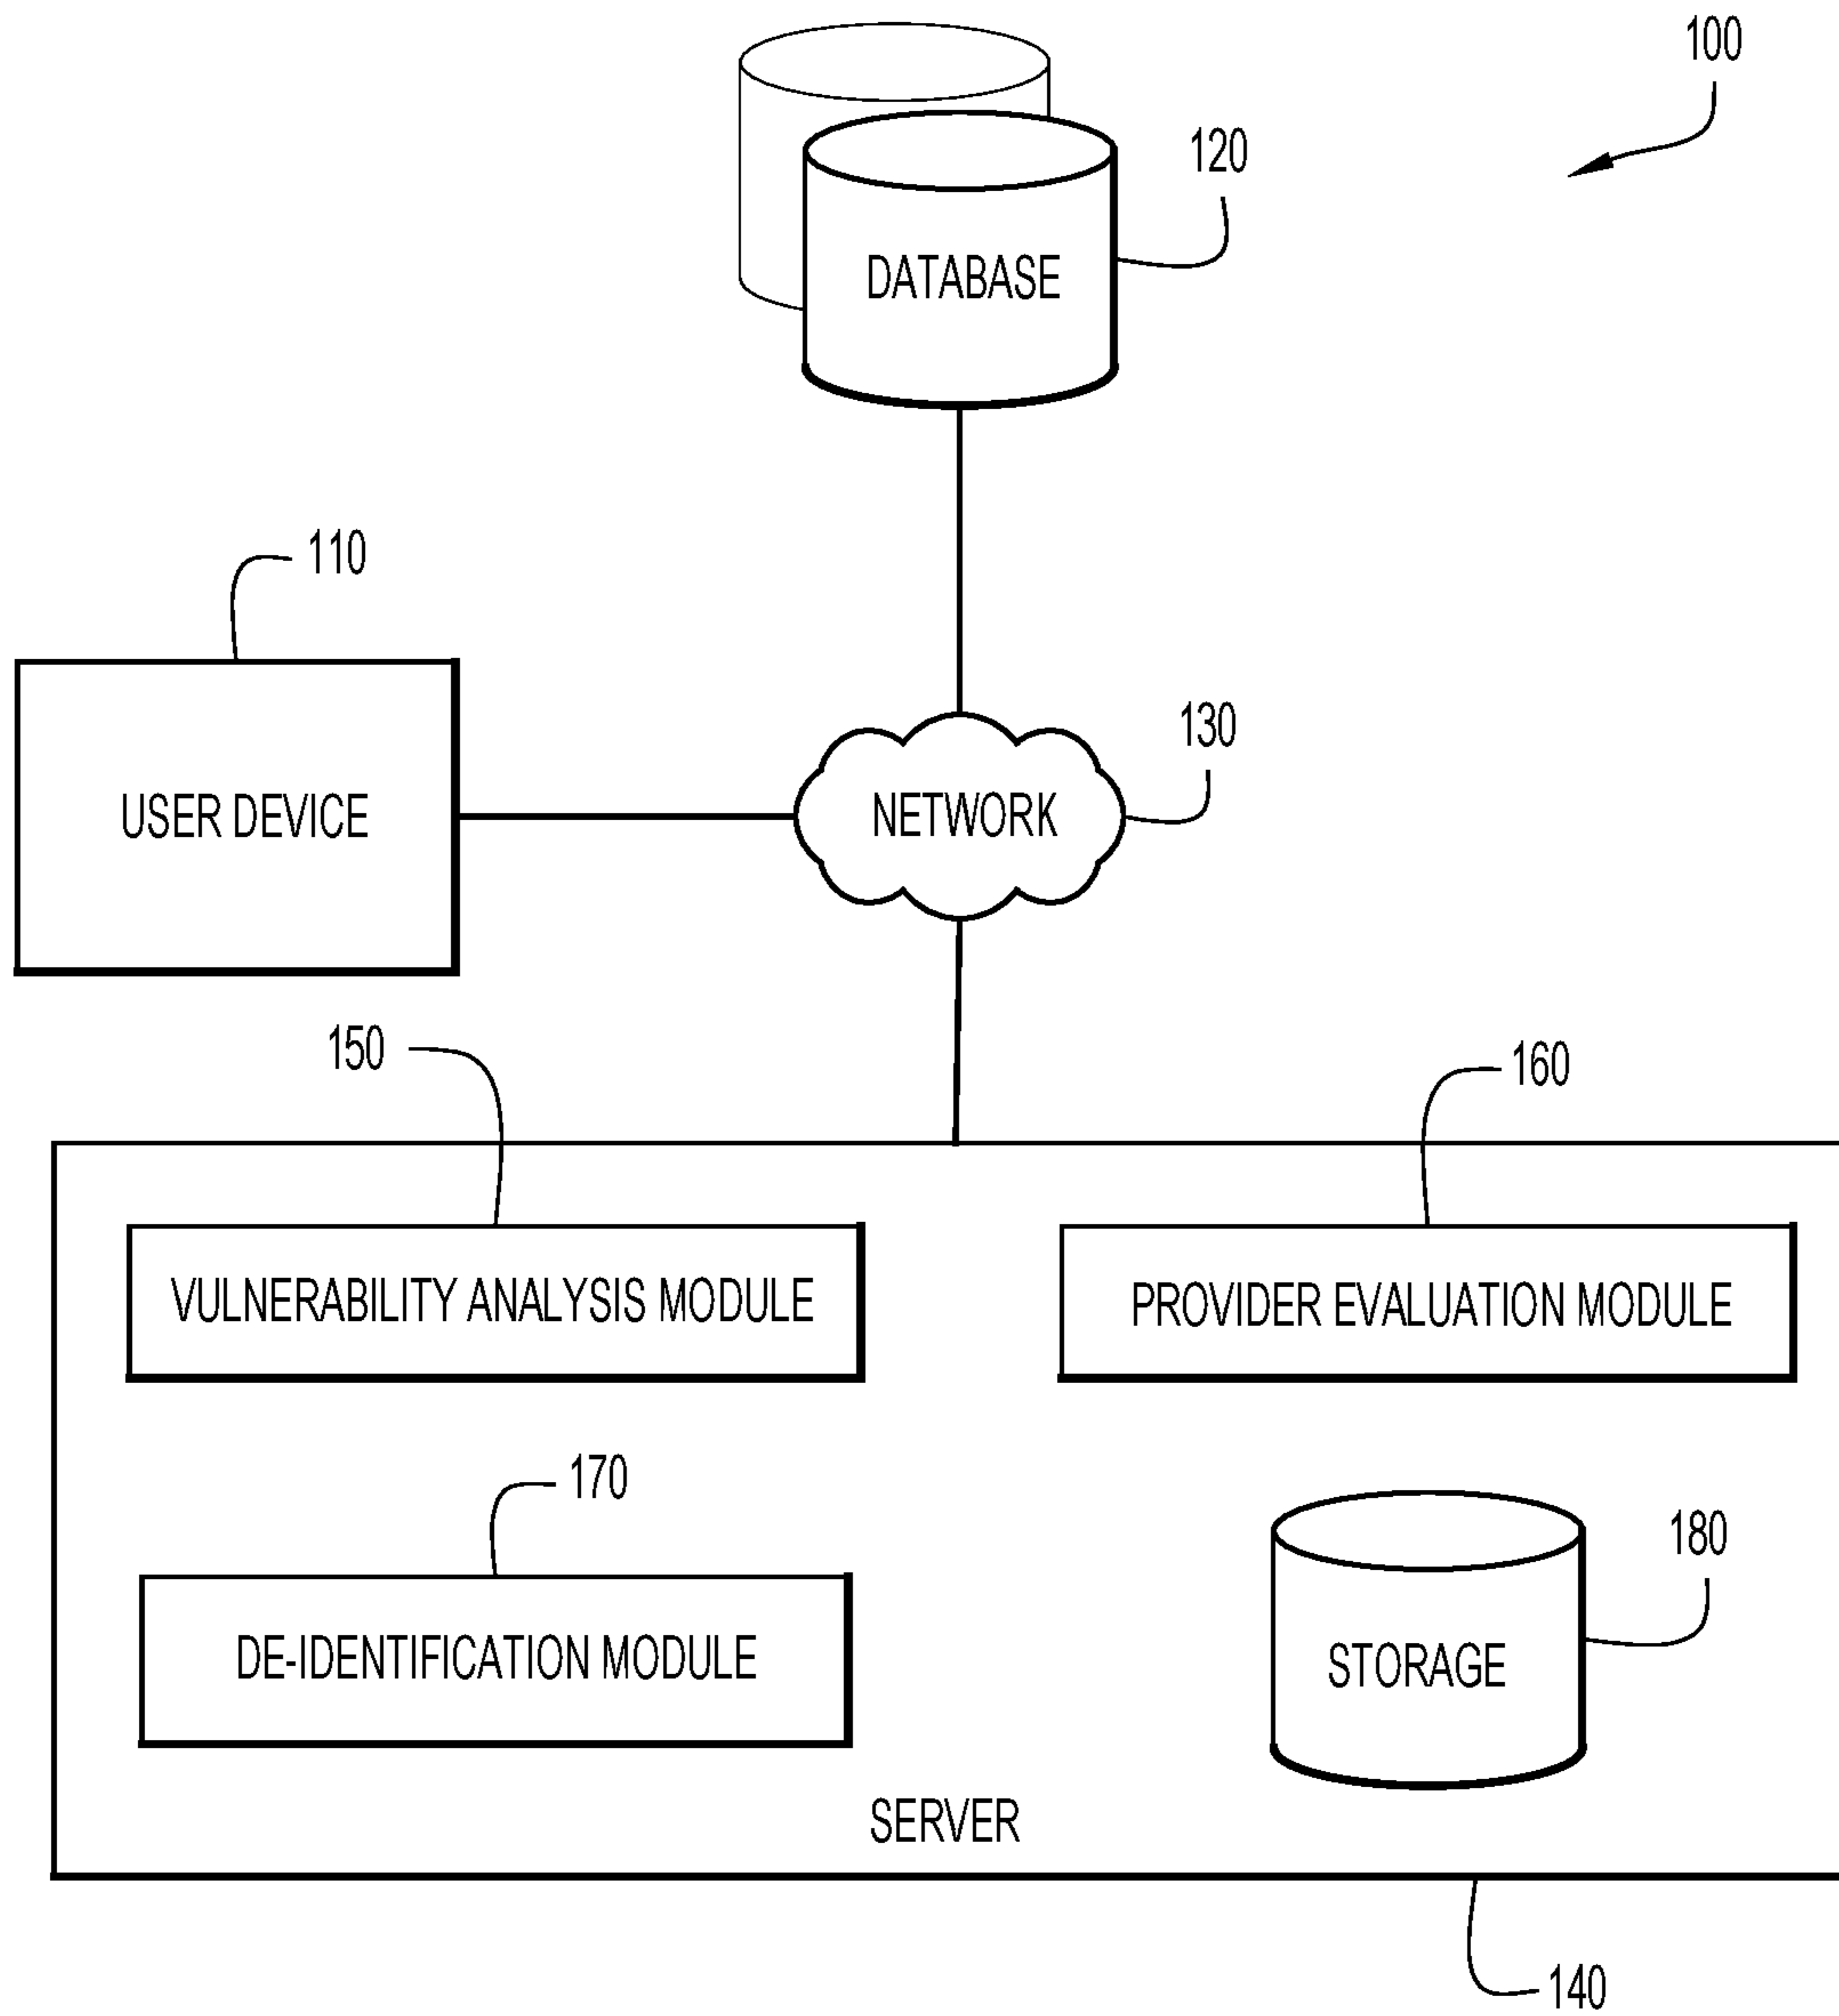 100
120
DATABASE
110
130
USER DEVICE
NETWORK
150
160
VULNERABILITY ANALYSIS MODULE
PROVIDER EVALUATION MODULE
170
180
DE-IDENTIFICATION MODULE
STORAGE
SERVER
140